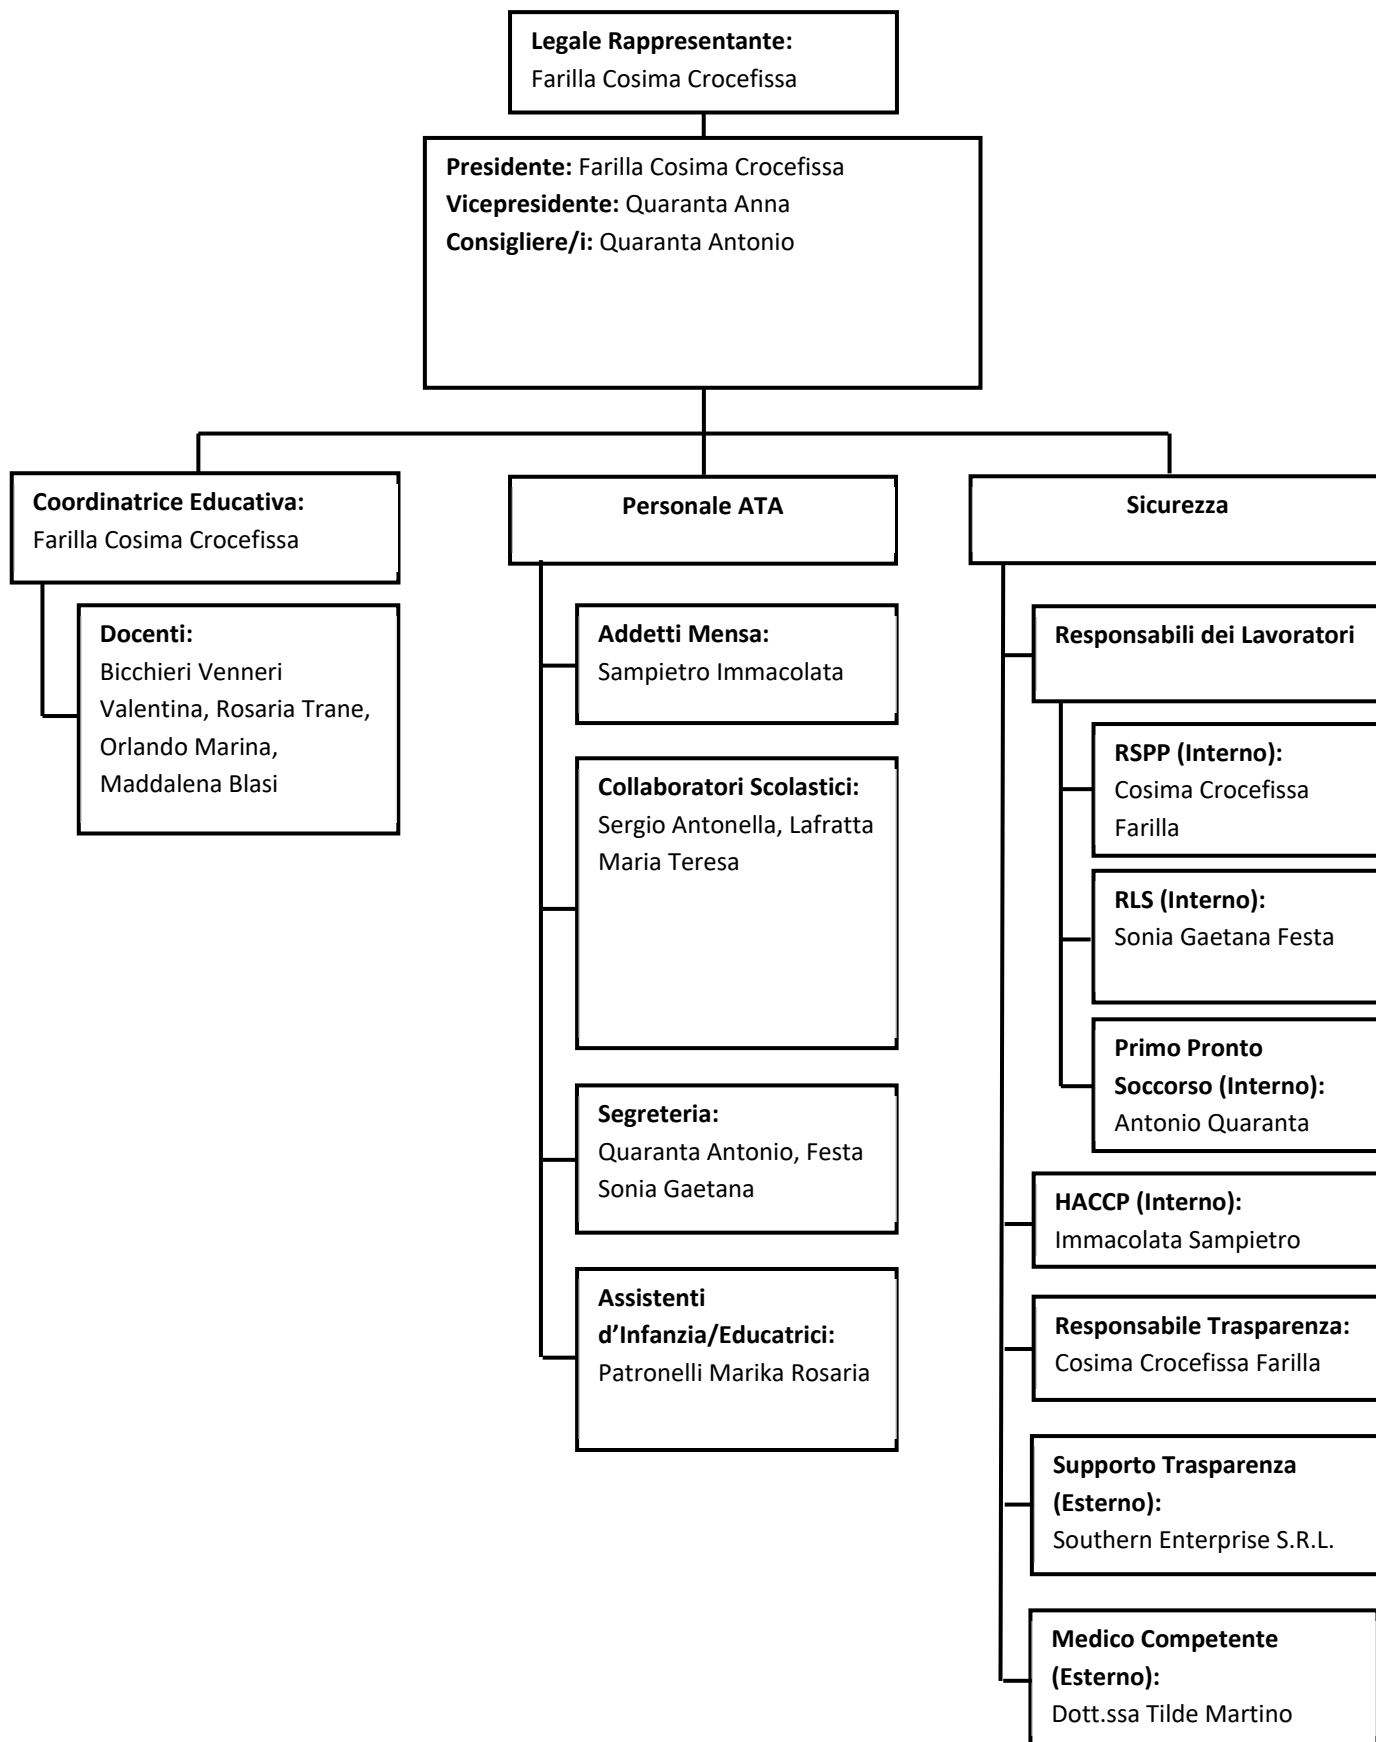 Legale Rappresentante:
Farilla Cosima Crocefissa
Presidente: Farilla Cosima Crocefissa
Vicepresidente: Quaranta Anna
Consigliere/i: Quaranta Antonio
Coordinatrice Educativa:
Farilla Cosima Crocefissa
Docenti:
Bicchieri Venneri
Valentina, Rosaria Trane,
Orlando Marina,
Maddalena Blasi
Personale ATA
Addetti Mensa:
Sampietro Immacolata
Collaboratori Scolastici:
Sergio Antonella, Lafratta
Maria Teresa
Segreteria:
Quaranta Antonio, Festa
Sonia Gaetana
Assistenti
d’Infanzia/Educatrici:
Patronelli Marika Rosaria
Sicurezza
Responsabili dei Lavoratori
RSPP (Interno):
Cosima Crocefissa
Farilla
RLS (Interno):
Sonia Gaetana Festa
Primo Pronto
Soccorso (Interno):
Antonio Quaranta
HACCP (Interno):
Immacolata Sampietro
Responsabile Trasparenza:
Cosima Crocefissa Farilla
Supporto Trasparenza
(Esterno):
Southern Enterprise S.R.L.
Medico Competente
(Esterno):
Dott.ssa Tilde Martino